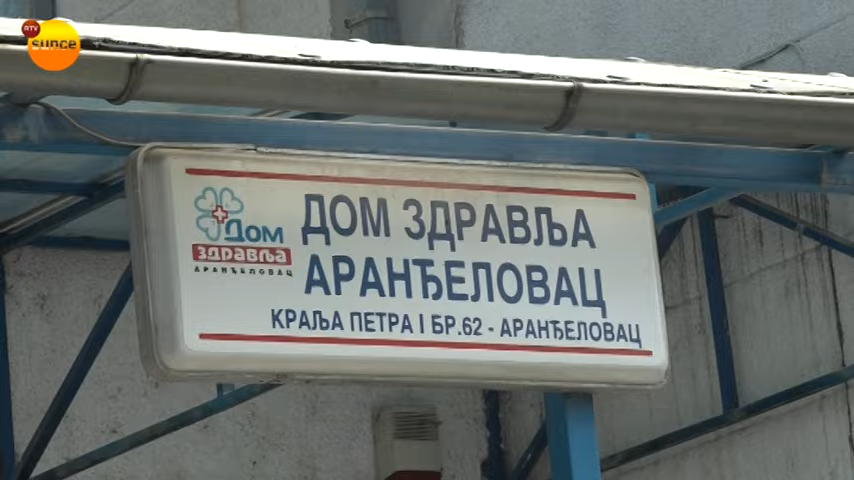 RTV
sunce
ДОМ ЗДРАВЉА
АРАНЂЕЛОВАЦ
КРАЉА ПЕТРА I БР.62 - АРАНЂЕЛОВАЦ
Дом
ЗДРАВЉА
АРАНЂЕЛОВАЦ